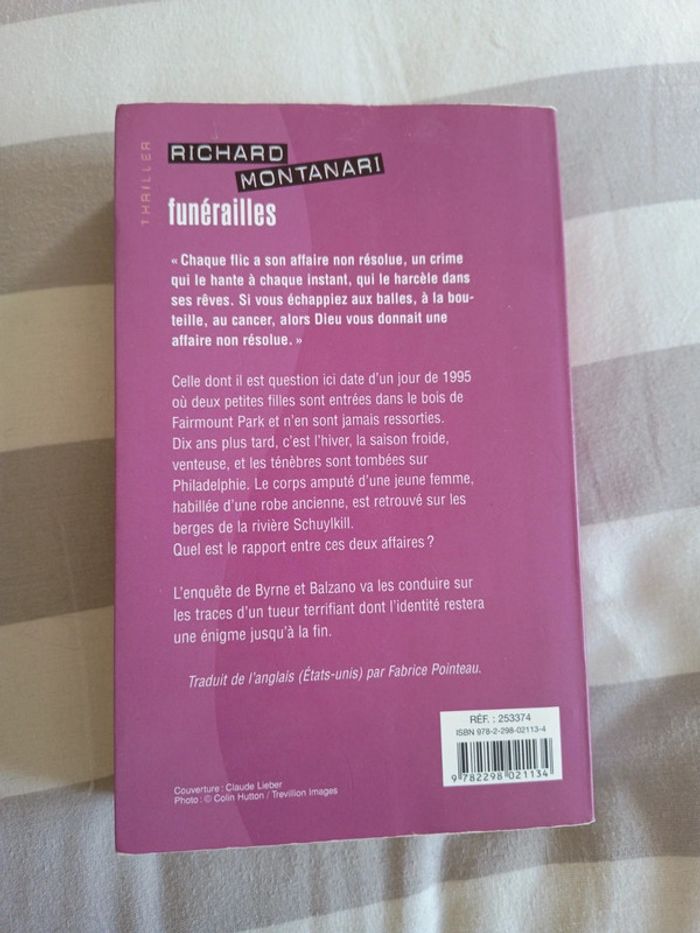 THRILLER
RICHARD
MONTANARI
funérailles
« Chaque flic a son affaire non résolue, un crime
qui le hante à chaque instant, qui le harcèle dans
ses rêves. Si vous échappiez aux balles, à la bou-
teille, au cancer, alors Dieu vous donnait une
affaire non résolue. »
Celle dont il est question ici date d'un jour de 1995
où deux petites filles sont entrées dans le bois de
Fairmount Park et n'en sont jamais ressorties.
Dix ans plus tard, c'est l'hiver, la saison froide,
venteuse, et les ténèbres sont tombées sur
Philadelphie. Le corps amputé d'une jeune femme,
habillée d'une robe ancienne, est retrouvé sur les
berges de la rivière Schuylkill.
Quel est le rapport entre ces deux affaires ?
L'enquête de Byrne et Balzano va les conduire sur
les traces d'un tueur terrifiant dont l'identité restera
une énigme jusqu'à la fin.
Traduit de l'anglais (États-unis) par Fabrice Pointeau.
RÉF. : 253374
ISBN 978-2-298-02113-4
9 782298 021134
Couverture : Claude Lieber
Photo : © Colin Hutton / Trevillion Images